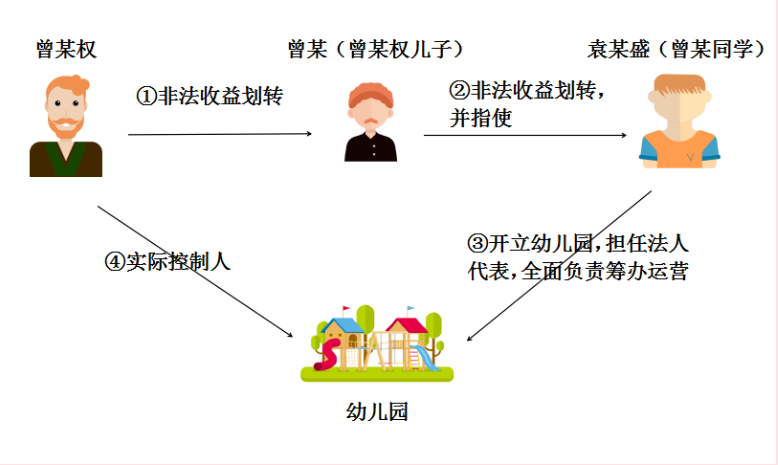 曾某权
曾某（曾某权儿子）
袁某盛（曾某同学）
①非法收益划转
②非法收益划转，
并指使
③开立幼儿园，担任法人
代表，全面负责筹办运营
④实际控制人
幼儿园